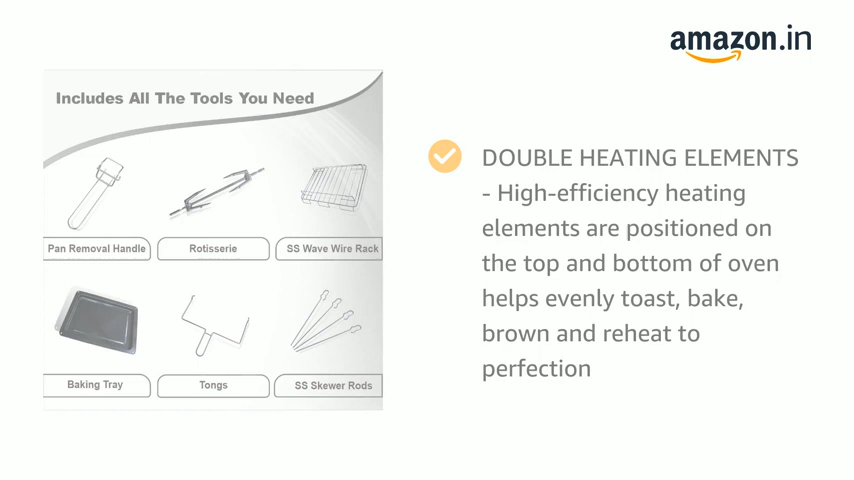 amazon.in
Includes All The Tools You Need
Pan Removal Handle
Rotisserie
SS Wave Wire Rack
Baking Tray
Tongs
SS Skewer Rods
DOUBLE HEATING ELEMENTS
- High-efficiency heating
elements are positioned on
the top and bottom of oven
helps evenly toast, bake,
brown and reheat to
perfection